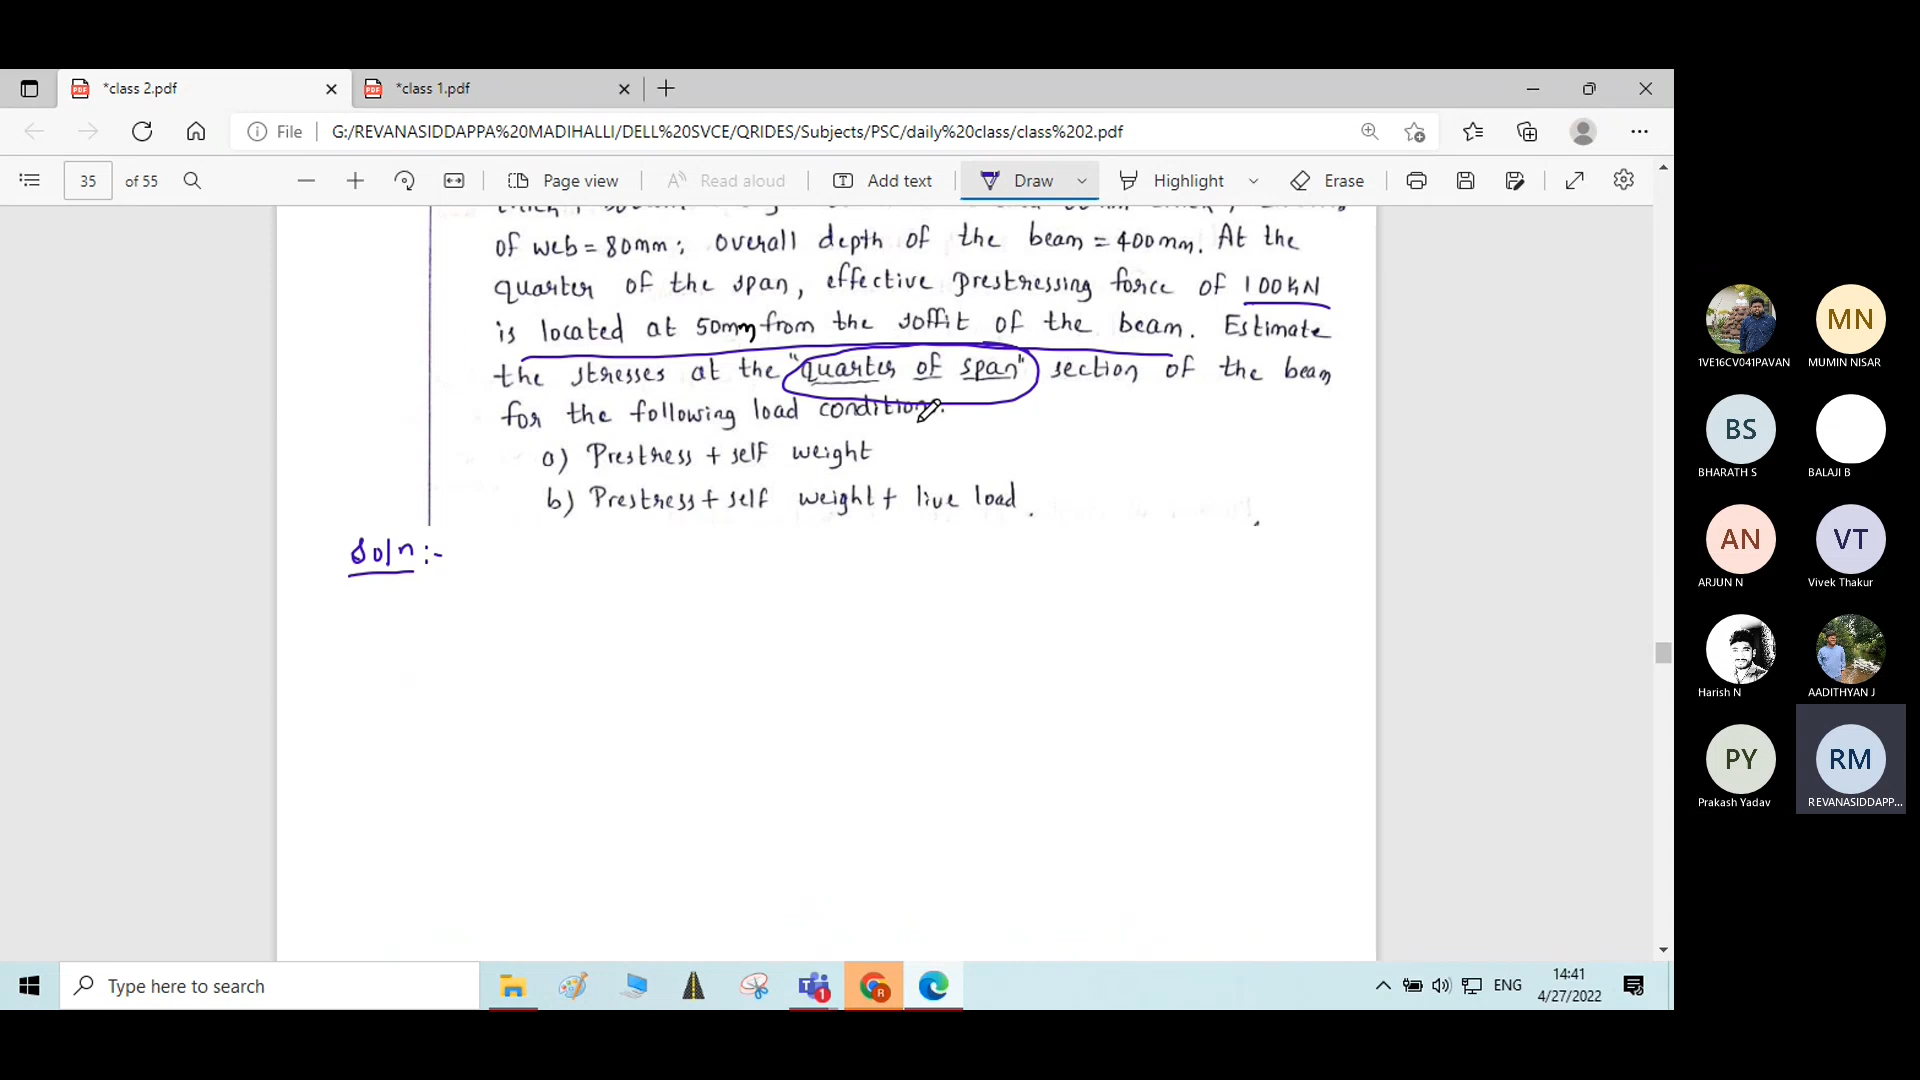 *class 2.pdf
*class 1.pdf
File
G:/REVANASIDDAPPA%20MADIHALLI/DELL%20SVCE/QRIDES/Subjects/PSC/daily%20class/class%202.pdf
35 of 55
Page view
Read aloud
Add text
Draw
Highlight
Erase
of web = 80mm; overall depth of the beam = 400mm. At the
quarter of the span, effective prestressing force of 100kN
is located at 50mm from the soffit of the beam. Estimate
the stresses at the "quarter of span" section of the beam
for the following load condition.
a) Prestress + self weight
b) Prestress + self weight + live load.
Soln:-
1VE16CV041PAVAN
MN
MUMIN NISAR
BS
BHARATH S
BALAJI B
AN
ARJUN N
VT
Vivek Thakur
Harish N
AADITHYAN J
PY
Prakash Yadav
RM
REVANASIDDAPP...
Type here to search
1
R
ENG
14:41
4/27/2022